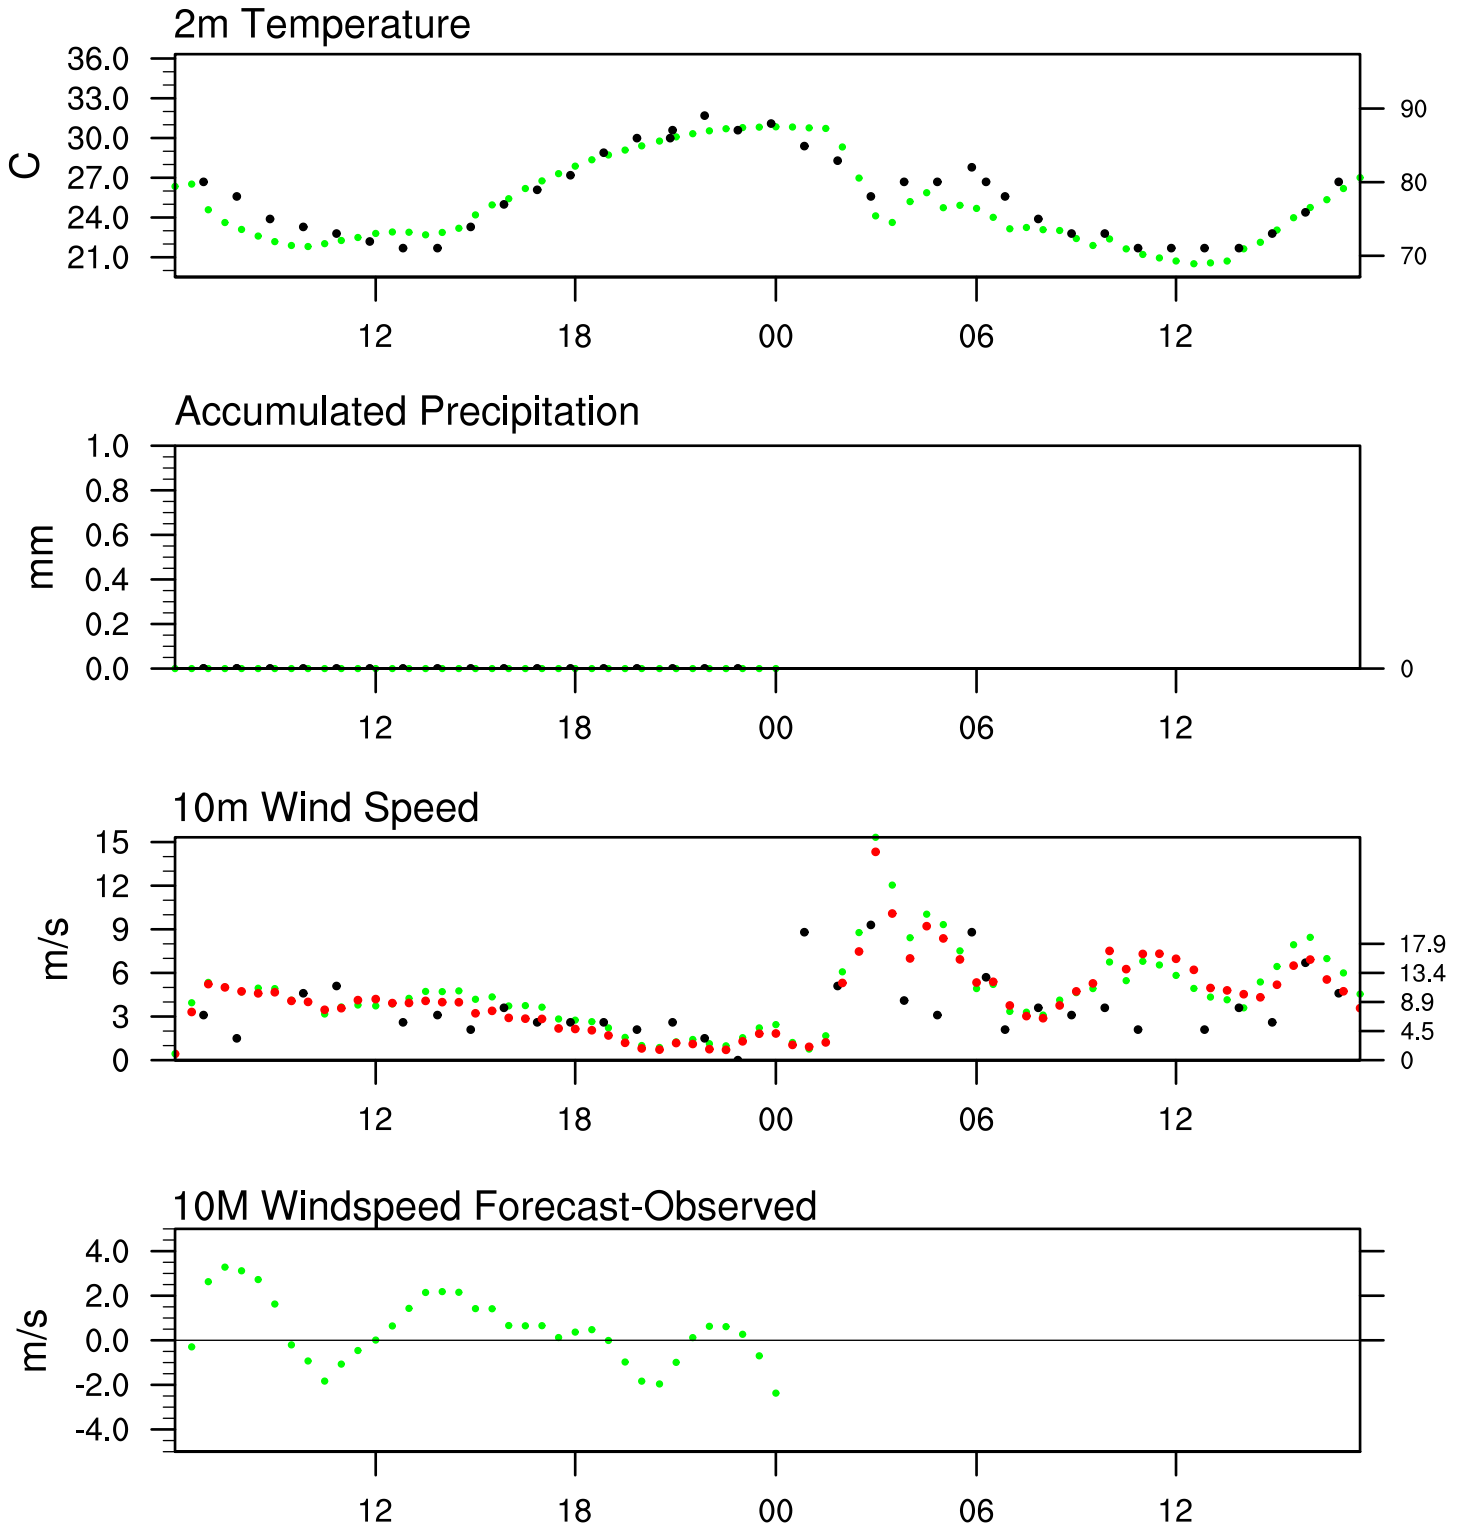 2m Temperature
36.0
33.0
30.0
27.0
24.0
21.0
C
90
80
70
12 18 00 06 12
Accumulated Precipitation
1.0
0.8
0.6
0.4
0.2
0.0
mm
0
12 18 00 06 12
10m Wind Speed
15
12
9
6
3
0
m/s
17.9
13.4
8.9
4.5
0
12 18 00 06 12
10M Windspeed Forecast-Observed
4.0
2.0
0.0
-2.0
-4.0
m/s
12 18 00 06 12